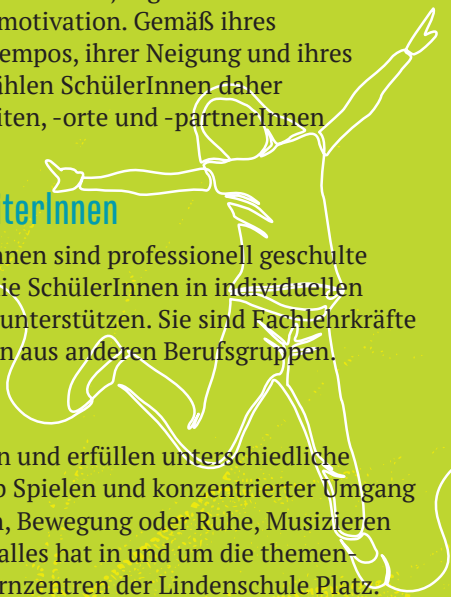 motivation. Gemäß ihres
empos, ihrer Neigung und ihres
hlen SchülerInnen daher
iten, -orte und -partnerInnen
terInnen
nnen sind professionell geschulte
ie SchülerInnen in individuellen
unterstützen. Sie sind Fachlehrkräfte
n aus anderen Berufsgruppen.
n und erfüllen unterschiedliche
b Spielen und konzentrierter Umgang
n, Bewegung oder Ruhe, Musizieren
alles hat in und um die themen-
rnzentren der Lindenschule Platz.